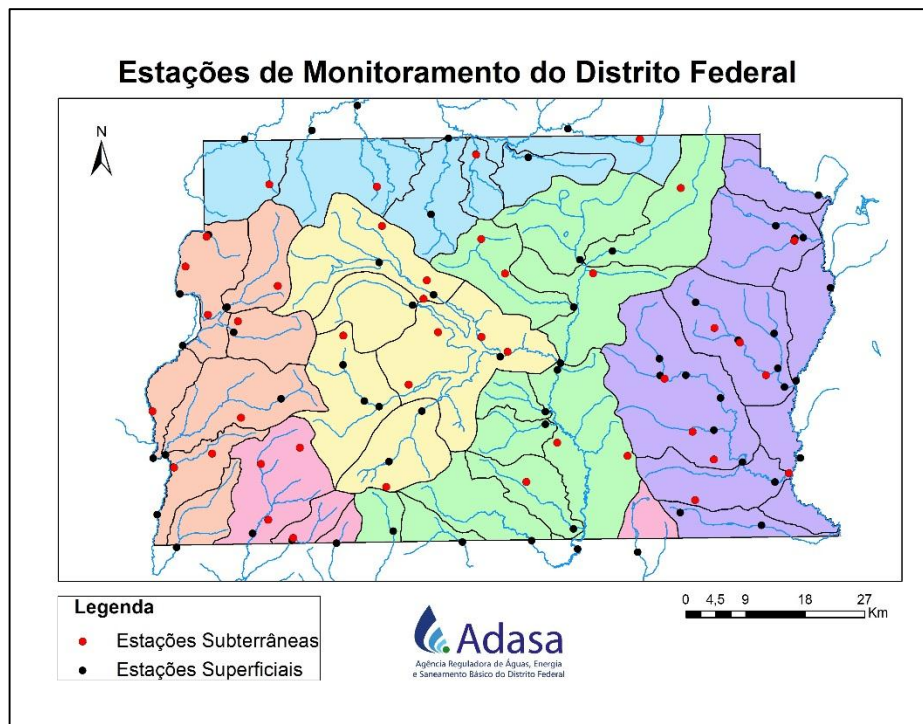 Estações de Monitoramento do Distrito Federal
N
Legenda
Estações Subterrâneas
Estações Superficiais
Adasa
Agência Reguladora de Águas, Energia
e Saneamento Básico do Distrito Federal
0 4,5 9 18 27
Km